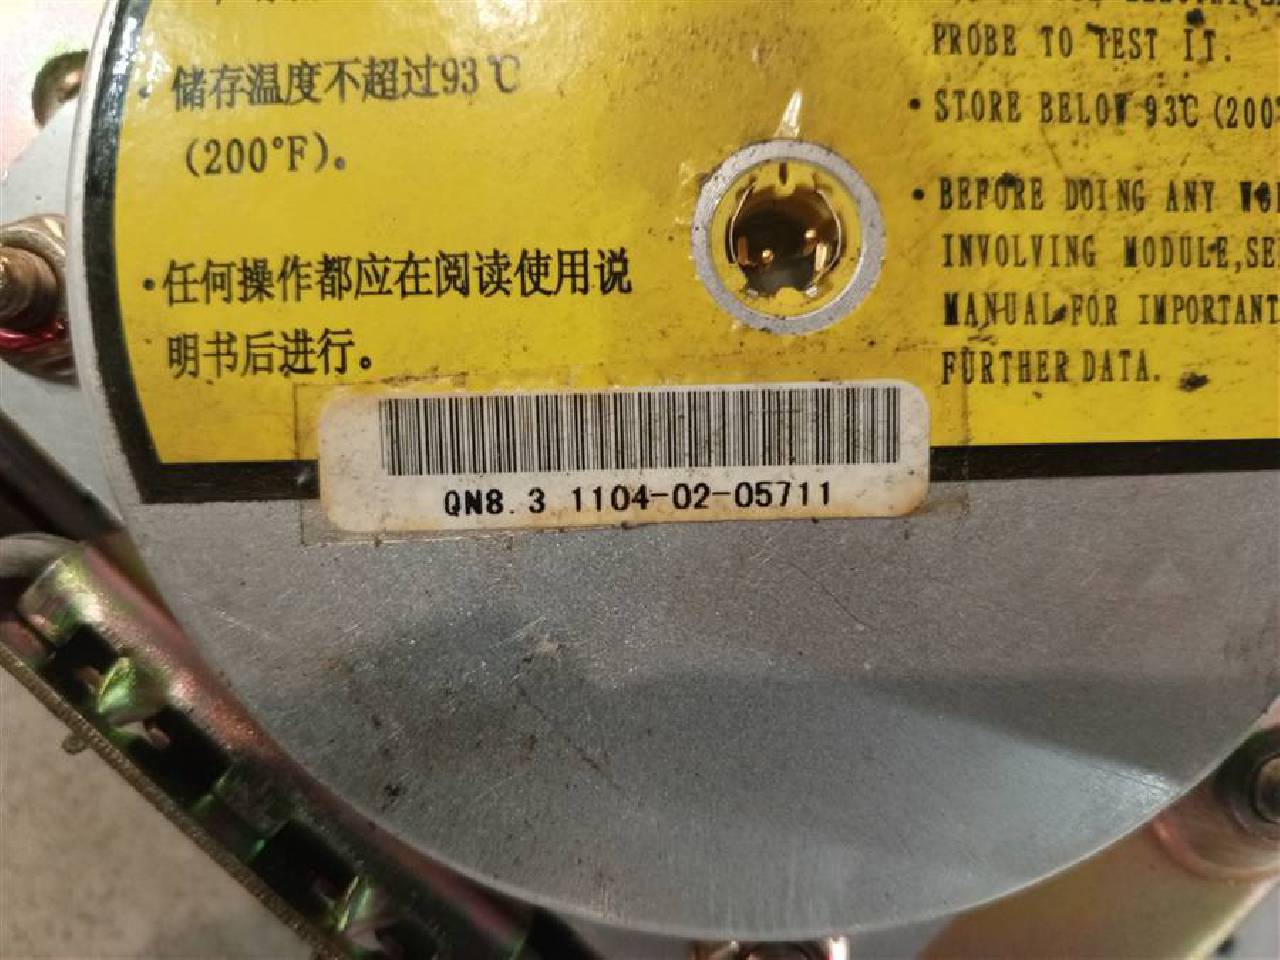 储存温度不超过93℃
(200°F)。
·任何操作都应在阅读使用说
明书后进行。
PROBE TO TEST IT.
· STORE BELOW 93℃ (200
· BEFORE DOING ANY
INVOLVING MODULE, SE
MANUAL FOR IMPORTANT
FURTHER DATA.
QN8.3 1104-02-05711